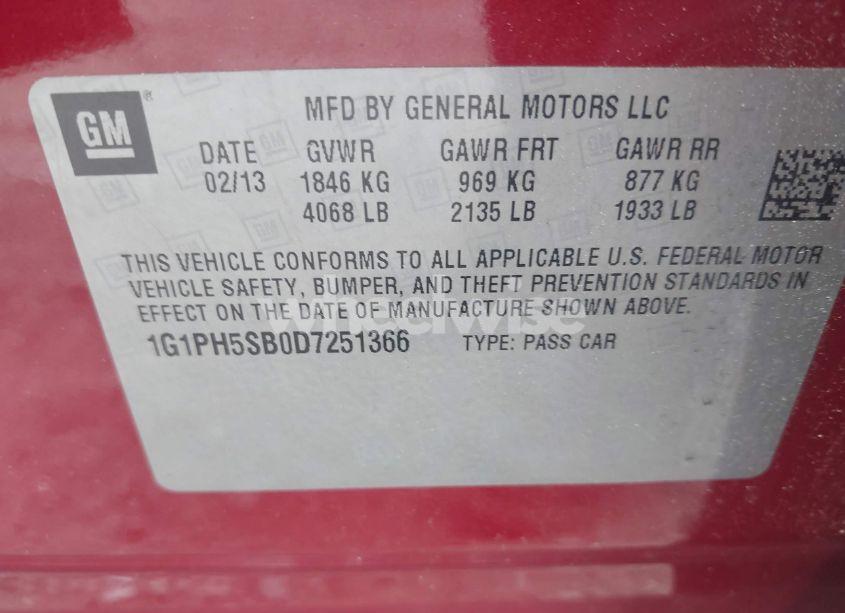 GM®
MFD BY GENERAL MOTORS LLC
DATE GVWR GAWR FRT GAWR RR
02/13 1846 KG 969 KG 877 KG
4068 LB 2135 LB 1933 LB
THIS VEHICLE CONFORMS TO ALL APPLICABLE U.S. FEDERAL MOTOR
VEHICLE SAFETY, BUMPER, AND THEFT PREVENTION STANDARDS IN
EFFECT ON THE DATE OF MANUFACTURE SHOWN ABOVE.
wheelwise
1G1PH5SB0D7251366 TYPE: PASS CAR